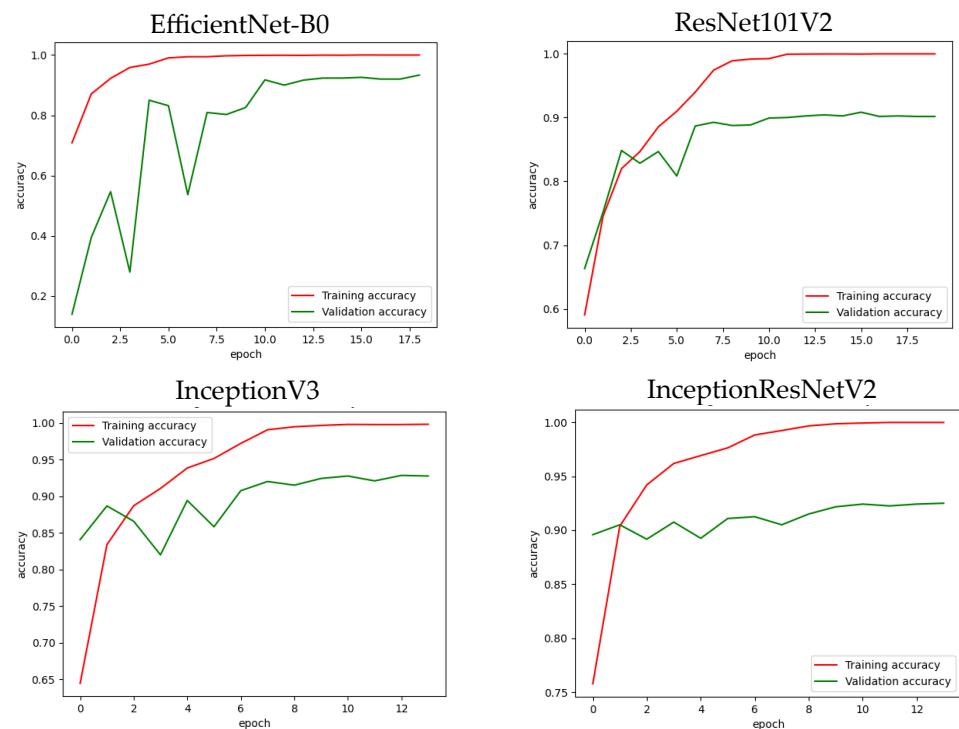 EfficientNet-B0
1.0
0.8
0.6
0.4
0.2
accuracy
Training accuracy
Validation accuracy
0.0 2.5 5.0 7.5 10.0 12.5 15.0 17.5
epoch
ResNet101V2
1.0
0.9
0.8
0.7
0.6
accuracy
Training accuracy
Validation accuracy
0.0 2.5 5.0 7.5 10.0 12.5 15.0 17.5
epoch
InceptionV3
Training accuracy
Validation accuracy
1.00
0.95
0.90
0.85
0.80
0.75
0.70
0.65
accuracy
0 2 4 6 8 10 12
epoch
InceptionResNetV2
1.00
0.95
0.90
0.85
0.80
0.75
accuracy
Training accuracy
Validation accuracy
0 2 4 6 8 10 12
epoch